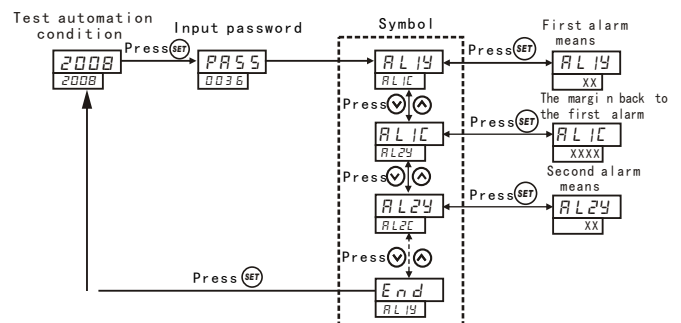 Test automation
condition
Input password
Symbol
First alarm
means
Press SET
Press SET
2008
2008
PASS
0036
AL1Y
AL1C
AL1Y
XX
Press
The margi n back to
the first alarm
Press SET
AL1C
AL2Y
AL1C
XXXX
Press
Second alarm
means
Press SET
AL2Y
AL2C
AL2Y
XX
Press
Press SET
End
AL1Y